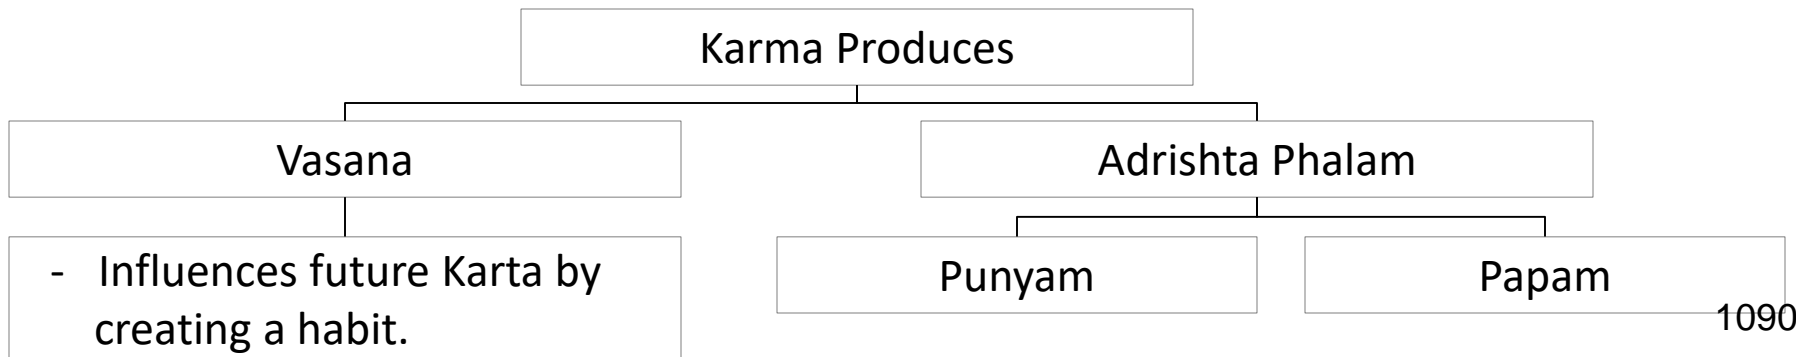 Karma Produces
Vasana
Adrishta Phalam
- Influences future Karta by
creating a habit.
Punyam
Papam
1090